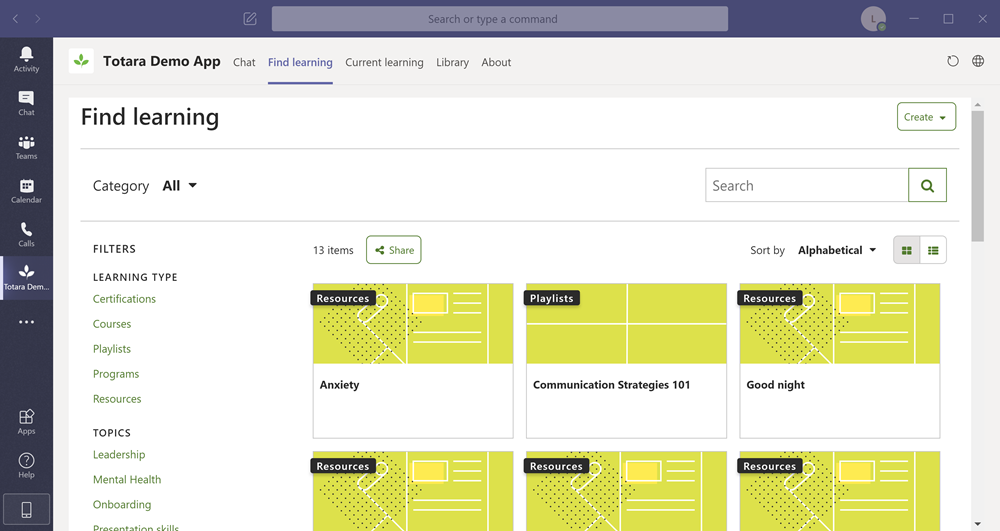 Search or type a command
L
Activity
Chat
Teams
Calendar
Calls
Totara Dem...
Apps
Help
Totara Demo App Chat Find learning Current learning Library About
Find learning
Create
Category All
Search
FILTERS
LEARNING TYPE
Certifications
Courses
Playlists
Programs
Resources
TOPICS
Leadership
Mental Health
Onboarding
Presentation skills
13 items Share Sort by Alphabetical
Resources Playlists Resources
Anxiety Communication Strategies 101 Good night
Resources Resources Resources